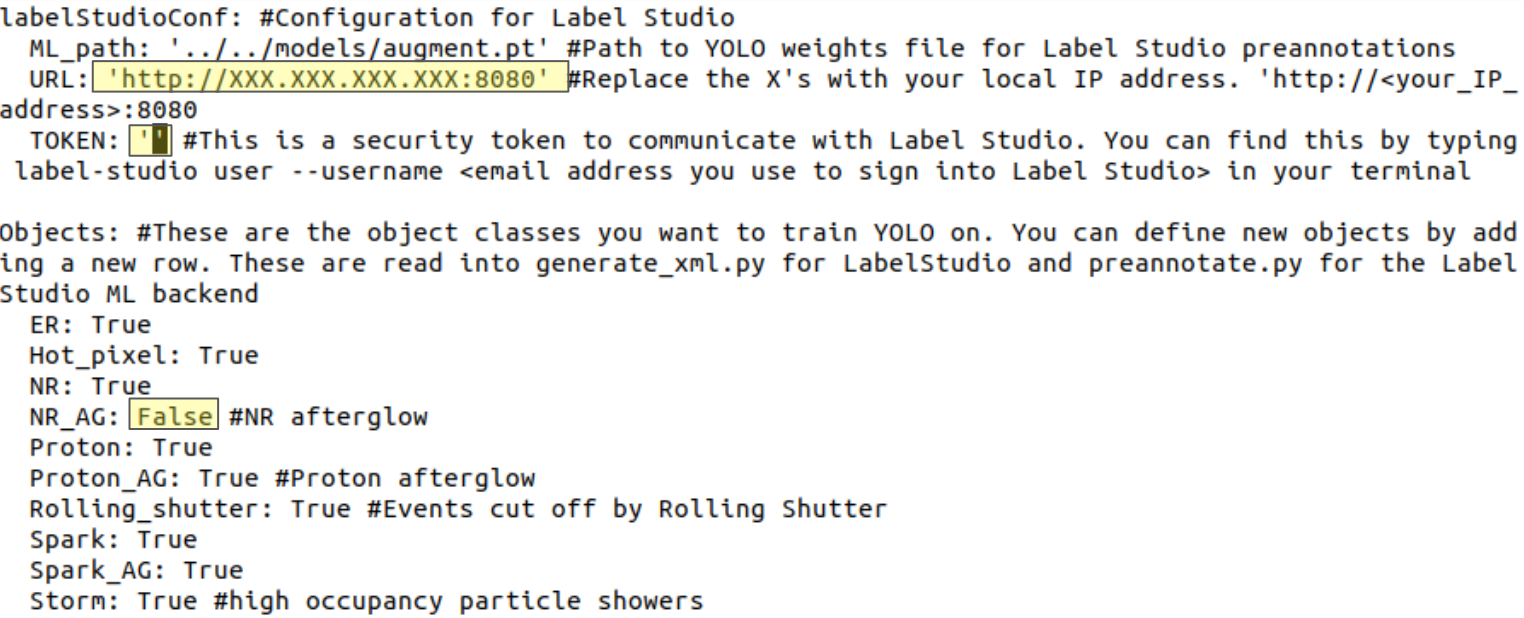 labelStudioConf: #Configuration for Label Studio
  ML_path: '../../models/augment.pt' #Path to YOLO weights file for Label Studio preannotations
  URL: 'http://XXX.XXX.XXX.XXX:8080' #Replace the X's with your local IP address. 'http://<your_IP_
address>:8080
  TOKEN: '' #This is a security token to communicate with Label Studio. You can find this by typing
 label-studio user --username <email address you use to sign into Label Studio> in your terminal

Objects: #These are the object classes you want to train YOLO on. You can define new objects by add
ing a new row. These are read into generate_xml.py for LabelStudio and preannotate.py for the Label
Studio ML backend
  ER: True
  Hot_pixel: True
  NR: True
  NR_AG: False #NR afterglow
  Proton: True
  Proton_AG: True #Proton afterglow
  Rolling_shutter: True #Events cut off by Rolling Shutter
  Spark: True
  Spark_AG: True
  Storm: True #high occupancy particle showers